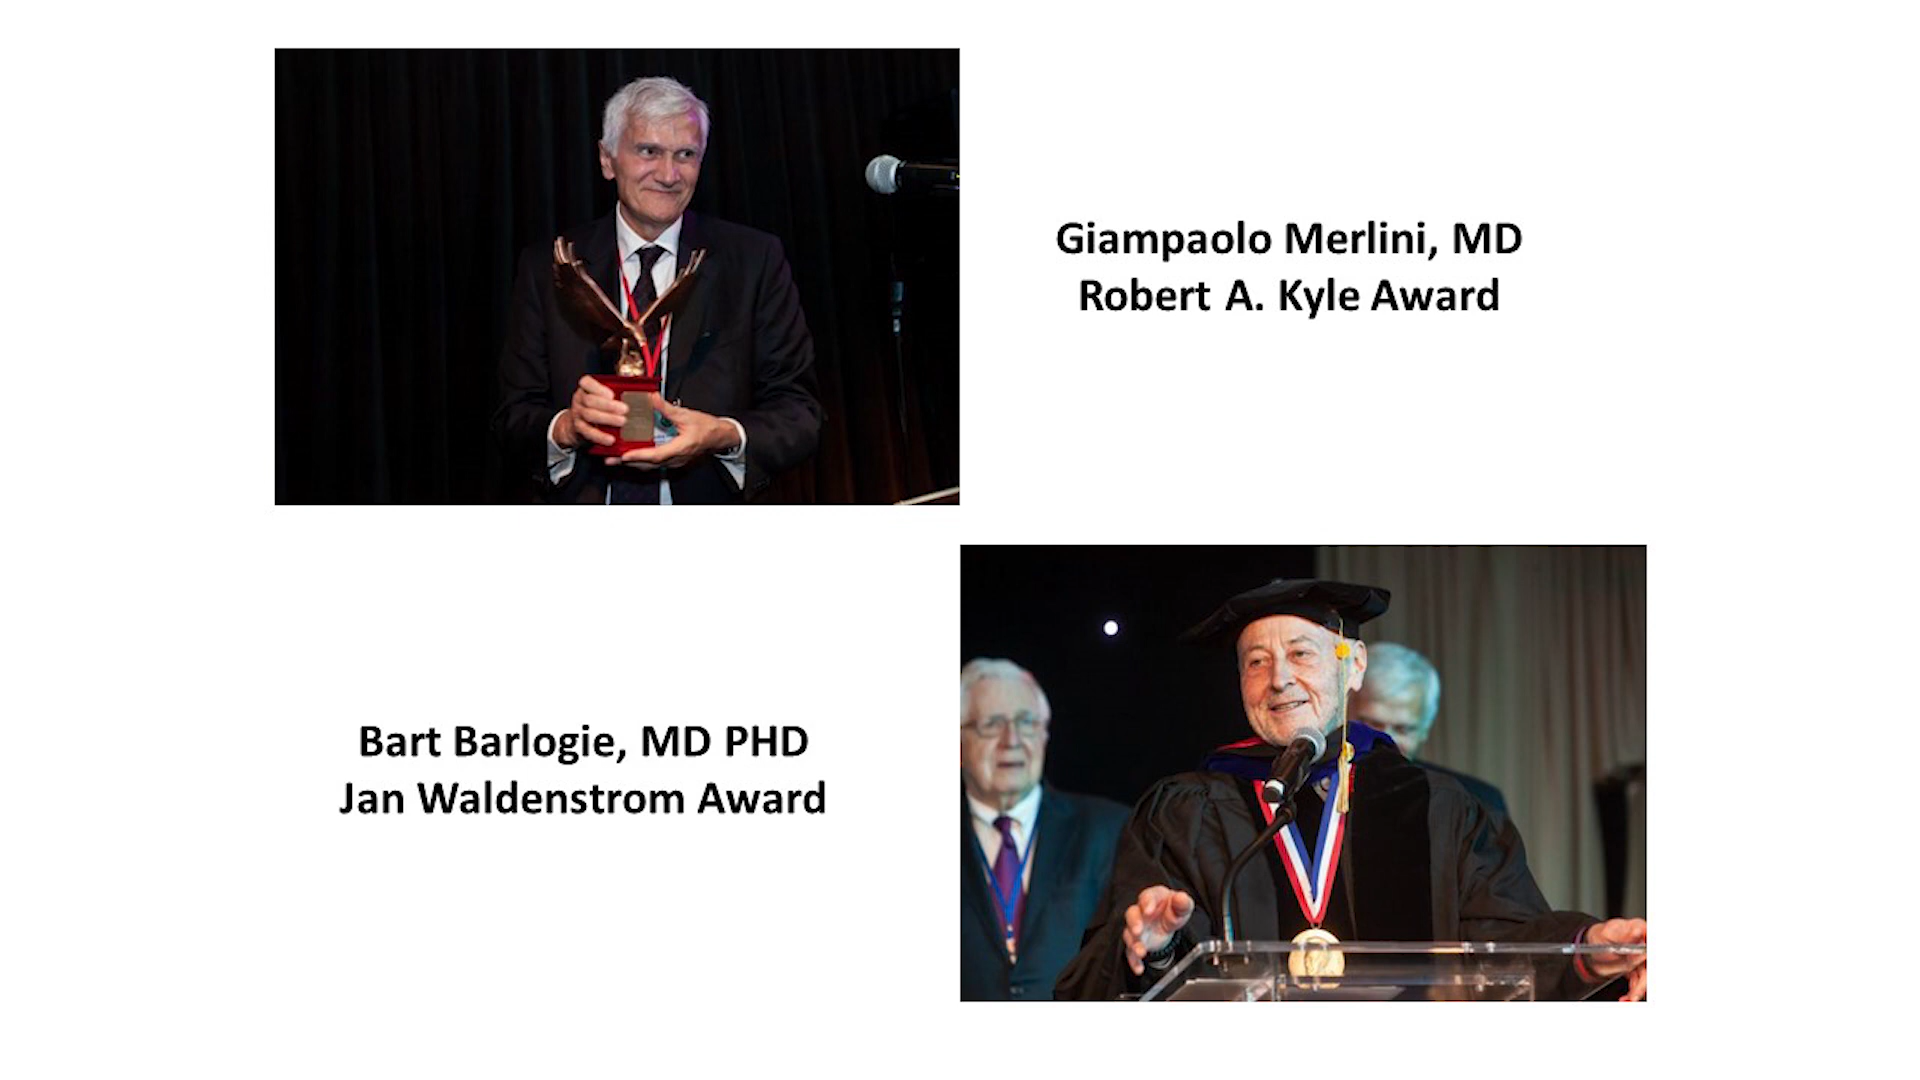 Giampaolo Merlini, MD
Robert A. Kyle Award
Bart Barlogie, MD PHD
Jan Waldenstrom Award